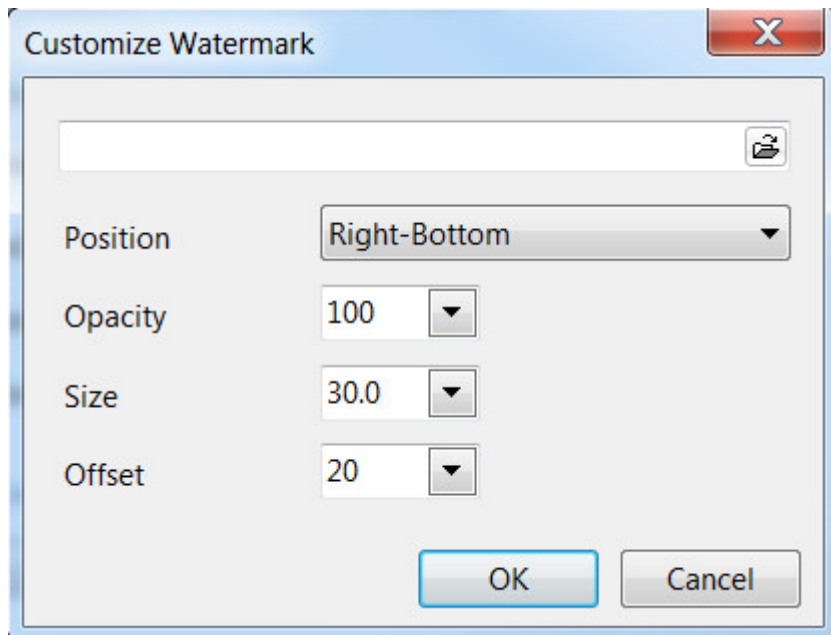 Customize Watermark
Position Right-Bottom
Opacity 100
Size 30.0
Offset 20
OK Cancel